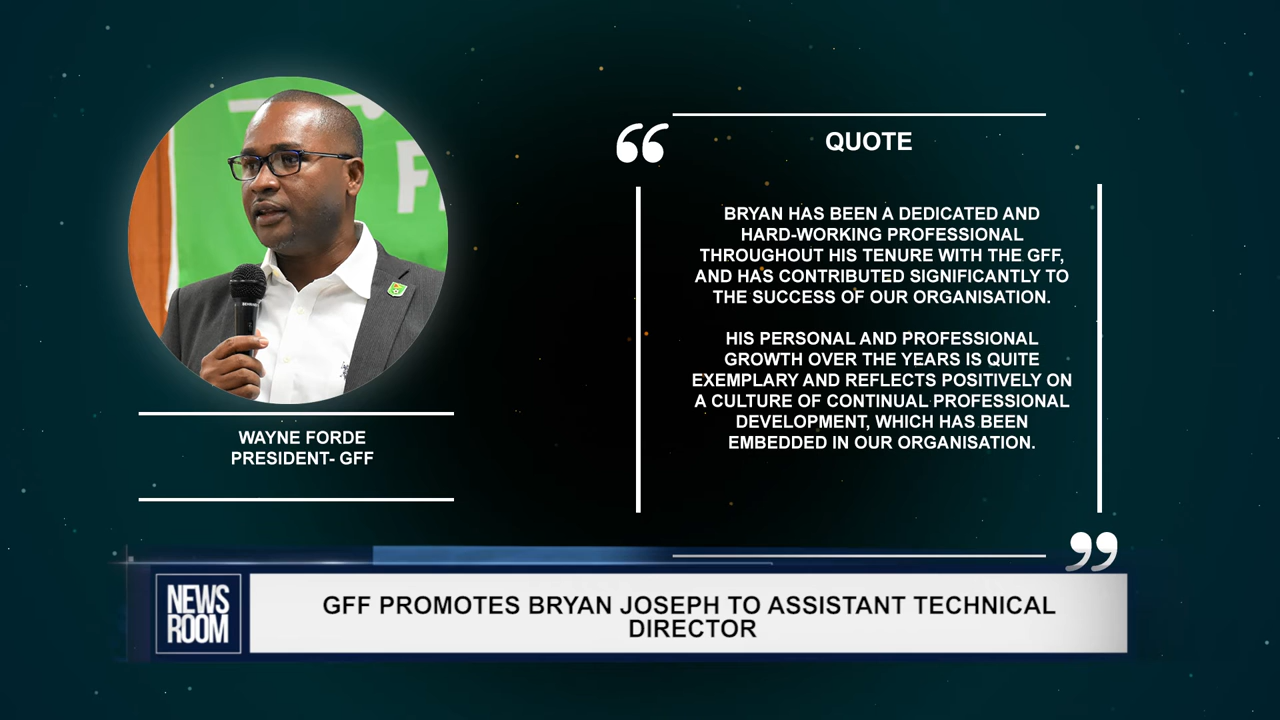 F
WAYNE FORDE
PRESIDENT- GFF
QUOTE
BRYAN HAS BEEN A DEDICATED AND
HARD-WORKING PROFESSIONAL
THROUGHOUT HIS TENURE WITH THE GFF,
AND HAS CONTRIBUTED SIGNIFICANTLY TO
THE SUCCESS OF OUR ORGANISATION.
HIS PERSONAL AND PROFESSIONAL
GROWTH OVER THE YEARS IS QUITE
EXEMPLARY AND REFLECTS POSITIVELY ON
A CULTURE OF CONTINUAL PROFESSIONAL
DEVELOPMENT, WHICH HAS BEEN
EMBEDDED IN OUR ORGANISATION.
NEWS
ROOM
GFF PROMOTES BRYAN JOSEPH TO ASSISTANT TECHNICAL
DIRECTOR